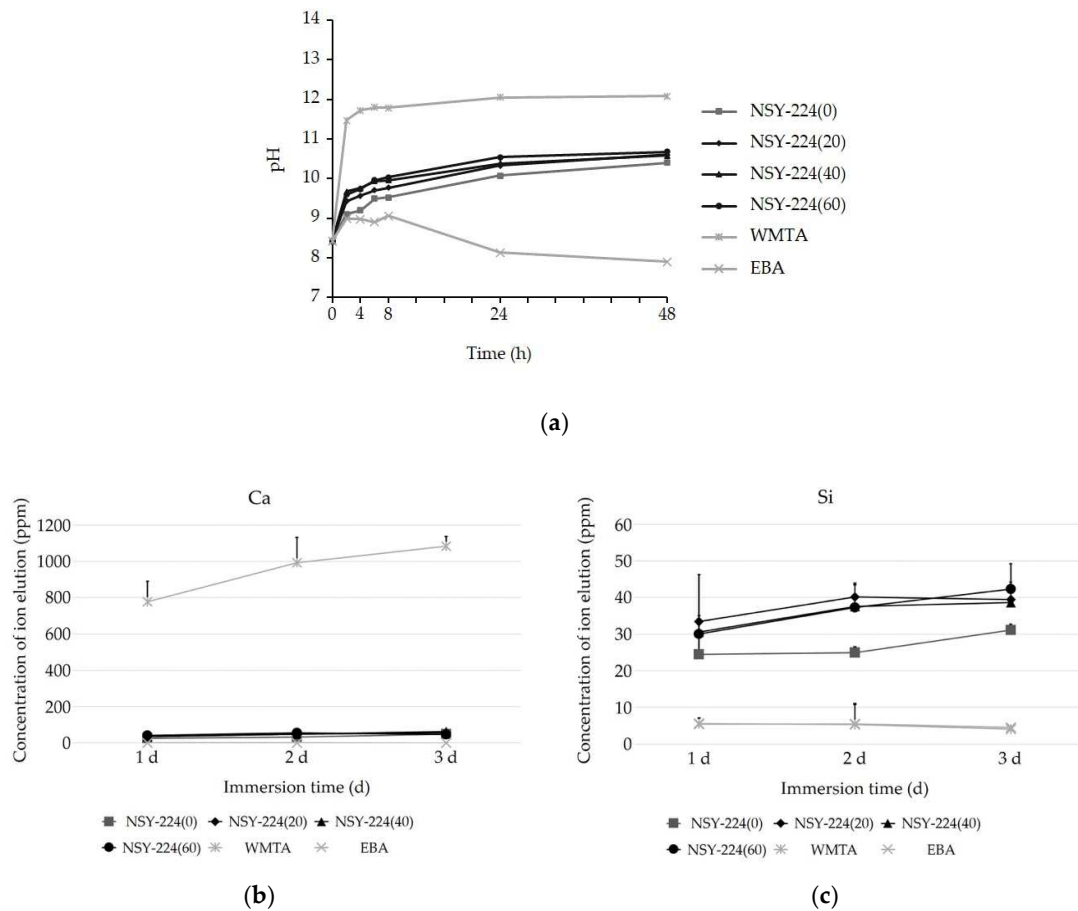 14
13
12
11
10
9
8
7
pH
0 4 8 24 48
Time (h)
NSY-224(0)
NSY-224(20)
NSY-224(40)
NSY-224(60)
WMTA
EBA
(a)
Ca
Concentration of ion elution (ppm)
1200
1000
800
600
400
200
0
1 d 2 d 3 d
Immersion time (d)
NSY-224(0) NSY-224(20) NSY-224(40)
NSY-224(60) WMTA EBA
(b)
Si
Concentration of ion elution (ppm)
60
50
40
30
20
10
0
1 d 2 d 3 d
Immersion time (d)
NSY-224(0) NSY-224(20) NSY-224(40)
NSY-224(60) WMTA EBA
(c)